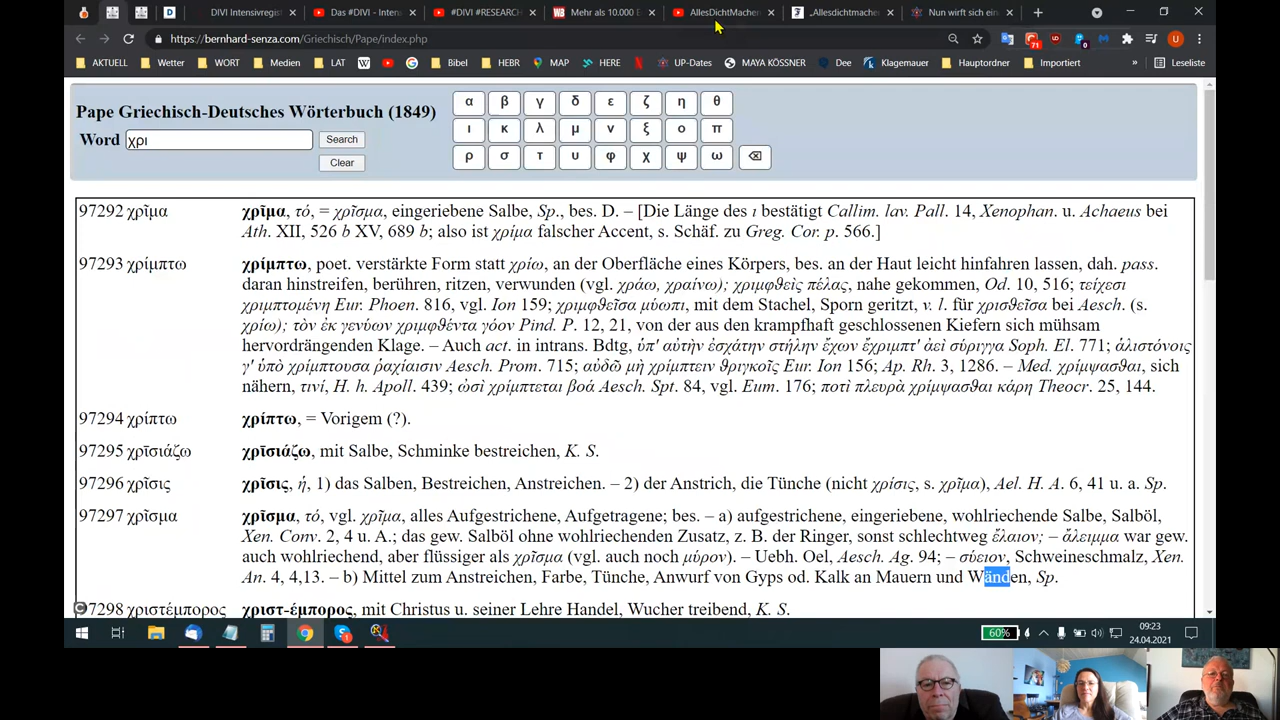 DIVI Intensivregist
Das #DIVI - Inten
#DIVI #RESEARCH
Mehr als 10.000 E
AllesDichtMachen
„Allesdichtmachen
Nun wirft sich ein
https://bernhard-senza.com/Griechisch/Pape/index.php
AKTUELL Wetter WORT Medien LAT Bibel HEBR MAP HERE UP-Dates MAYA KÖSSNER Dee Klagemauer Hauptordner Importiert » Leseliste
Pape Griechisch-Deutsches Wörterbuch (1849)
Word χρι Search
Clear
α β γ δ ε ζ η θ
ι κ λ μ ν ξ ο π
ρ σ τ υ φ χ ψ ω
97292 χρῖμα χρῖμα, τό, = χρῖσμα, eingeriebene Salbe, Sp., bes. D. – [Die Länge des ι bestätigt Callim. lav. Pall. 14, Xenophan. u. Achaeus bei
Ath. XII, 526 b XV, 689 b; also ist χρίμα falscher Accent, s. Schäf. zu Greg. Cor. p. 566.]
97293 χρίμπτω χρίμπτω, poet. verstärkte Form statt χρίω, an der Oberfläche eines Körpers, bes. an der Haut leicht hinfahren lassen, dah. pass.
daran hinstreifen, berühren, ritzen, verwunden (vgl. χράω, χραίνω); χριμφθεὶς πέλας, nahe gekommen, Od. 10, 516; τείχεσι
χριμπτομένη Eur. Phoen. 816, vgl. Ion 159; χριμφθεῖσα μύωπι, mit dem Stachel, Sporn geritzt, v. l. für χρισθεῖσα bei Aesch. (s.
χρίω); τὸν ἐκ γενύων χριμφθέντα γόον Pind. P. 12, 21, von der aus den krampfhaft geschlossenen Kiefern sich mühsam
hervordrängenden Klage. – Auch act. in intrans. Bdtg, ὑπ' αὐτὴν ἐσχάτην στήλην ἔχων ἔχριμπτ' ἀεὶ σύριγγα Soph. El. 771; ἁλιστόνοις
γ' ὑπὸ χρίμπτουσα ῥαχίαισιν Aesch. Prom. 715; αὐδῶ μὴ χρίμπτειν θριγκοῖς Eur. Ion 156; Ap. Rh. 3, 1286. – Med. χρίμψασθαι, sich
nähern, τινί, H. h. Apoll. 439; ὠσὶ χρίμπτεται βοά Aesch. Spt. 84, vgl. Eum. 176; ποτὶ πλευρὰ χρίμψασθαι κάρη Theocr. 25, 144.
97294 χρίπτω χρίπτω, = Vorigem (?).
97295 χρῑσιάζω χρῑσιάζω, mit Salbe, Schminke bestreichen, K. S.
97296 χρῖσις χρῖσις, ἡ, 1) das Salben, Bestreichen, Anstreichen. – 2) der Anstrich, die Tünche (nicht χρίσις, s. χρῖμα), Ael. H. A. 6, 41 u. a. Sp.
97297 χρῖσμα χρῖσμα, τό, vgl. χρῖμα, alles Aufgestrichene, Aufgetragene; bes. – a) aufgestrichene, eingeriebene, wohlriechende Salbe, Salböl,
Xen. Conv. 2, 4 u. A.; das gew. Salböl ohne wohlriechenden Zusatz, z. B. der Ringer, sonst schlechtweg ἔλαιον; – ἄλειμμα war gew.
auch wohlriechend, aber flüssiger als χρῖσμα (vgl. auch noch μύρον). – Uebh. Oel, Aesch. Ag. 94; – σύειον, Schweineschmalz, Xen.
An. 4, 4,13. – b) Mittel zum Anstreichen, Farbe, Tünche, Anwurf von Gyps od. Kalk an Mauern und Wänden, Sp.
97298 χριστέμπορος χριστ-έμπορος, mit Christus u. seiner Lehre Handel, Wucher treibend, K. S.
60%
09:23
24.04.2021